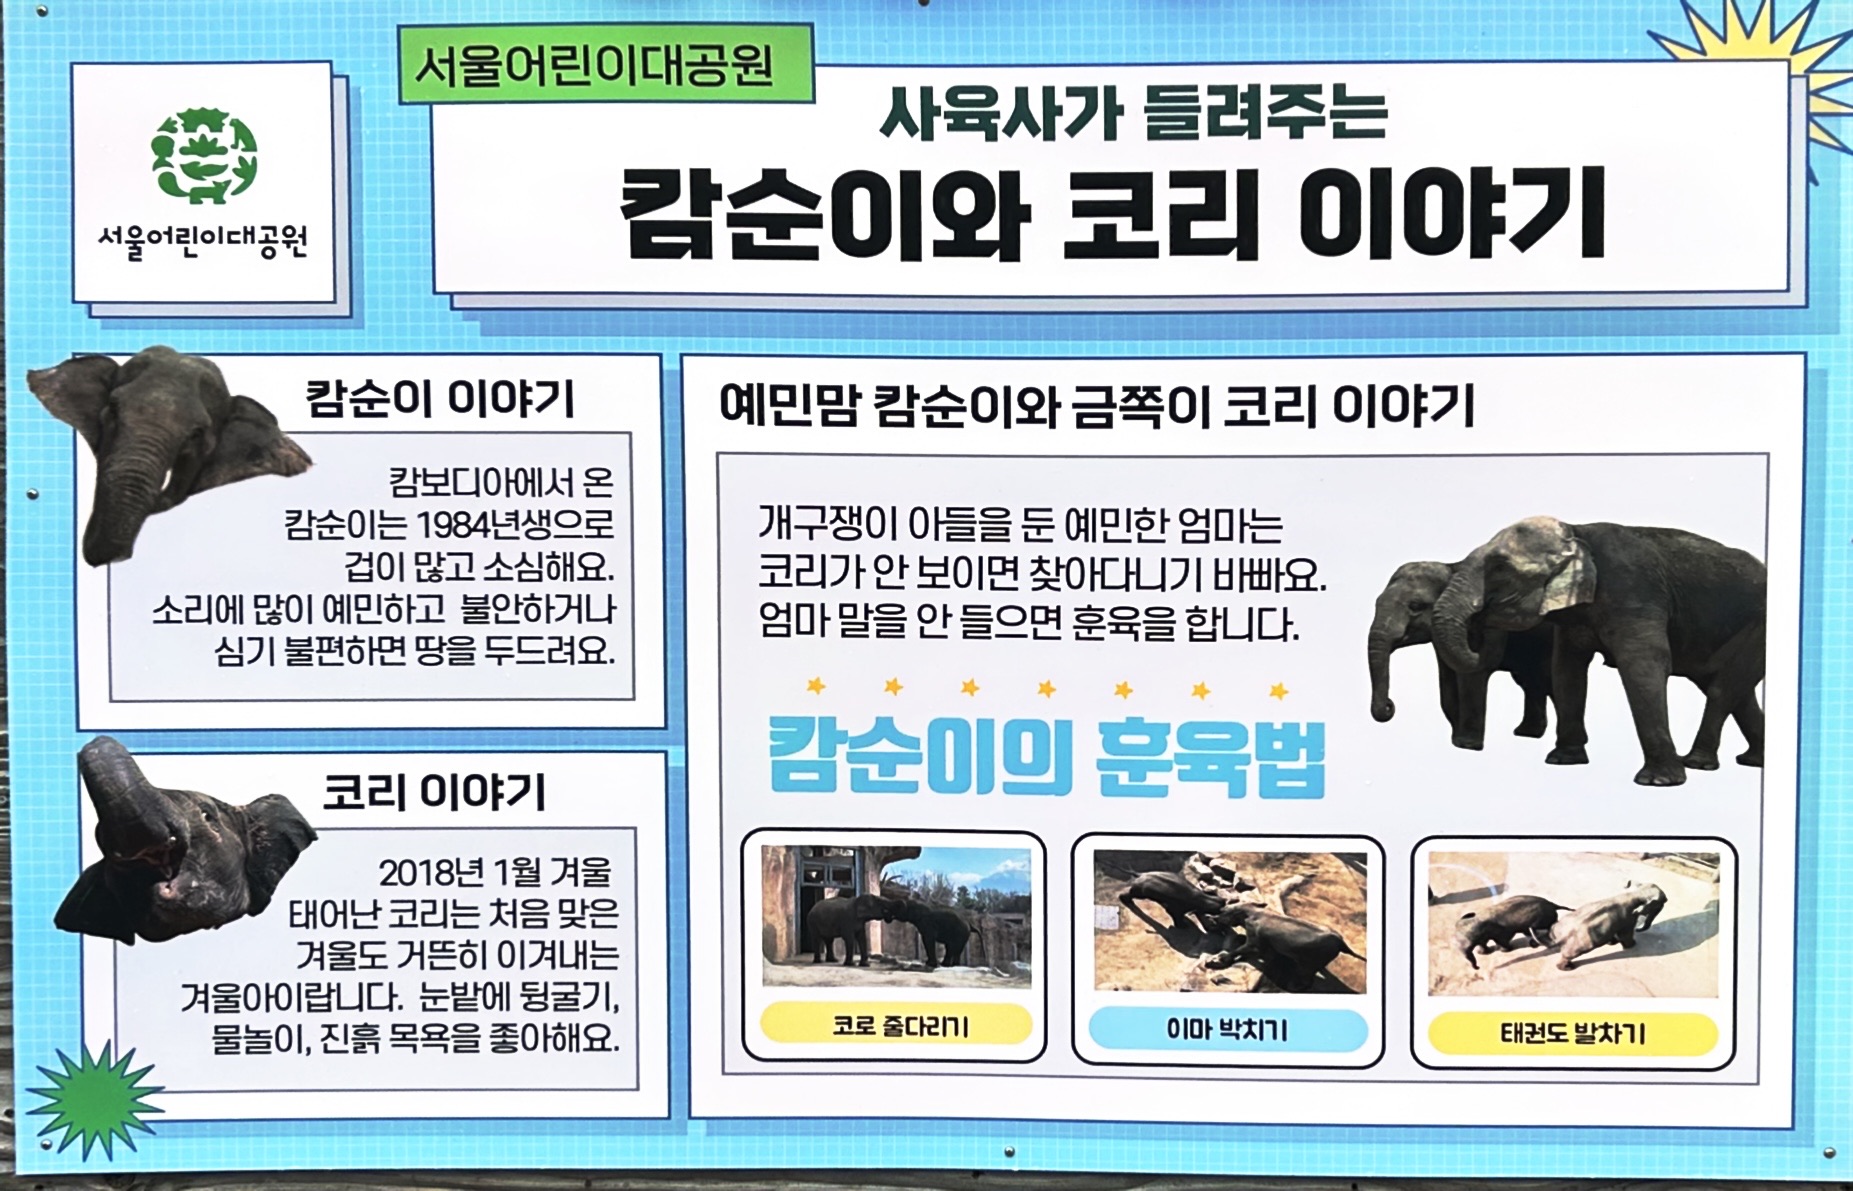 서울어린이대공원
서울어린이대공원
사육사가 들려주는
캄순이와 코리 이야기
캄순이 이야기
캄보디아에서 온
캄순이는 1984년생으로
겁이 많고 소심해요.
소리에 많이 예민하고 불안하거나
심기 불편하면 땅을 두드려요.
코리 이야기
2018년 1월 겨울
태어난 코리는 처음 맞은
겨울도 거뜬히 이겨내는
겨울아이랍니다. 눈밭에 뒹굴기,
물놀이, 진흙 목욕을 좋아해요.
예민맘 캄순이와 금쪽이 코리 이야기
개구쟁이 아들을 둔 예민한 엄마는
코리가 안 보이면 찾아다니기 바빠요.
엄마 말을 안 들으면 훈육을 합니다.
캄순이의 훈육법
코로 줄다리기
이마 박치기
태권도 발차기